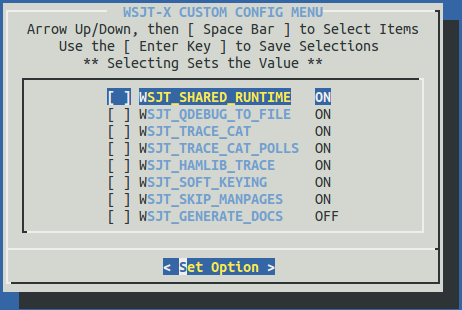 WSJT-X CUSTOM CONFIG MENU
Arrow Up/Down, then [ Space Bar ] to Select Items
Use the [ Enter Key ] to Save Selections
** Selecting Sets the Value **
[ ] WSJT_SHARED_RUNTIME ON
[ ] WSJT_QDEBUG_TO_FILE ON
[ ] WSJT_TRACE_CAT ON
[ ] WSJT_TRACE_CAT_POLLS ON
[ ] WSJT_HAMLIB_TRACE ON
[ ] WSJT_SOFT_KEYING ON
[ ] WSJT_SKIP_MANPAGES ON
[ ] WSJT_GENERATE_DOCS OFF
< Set Option >